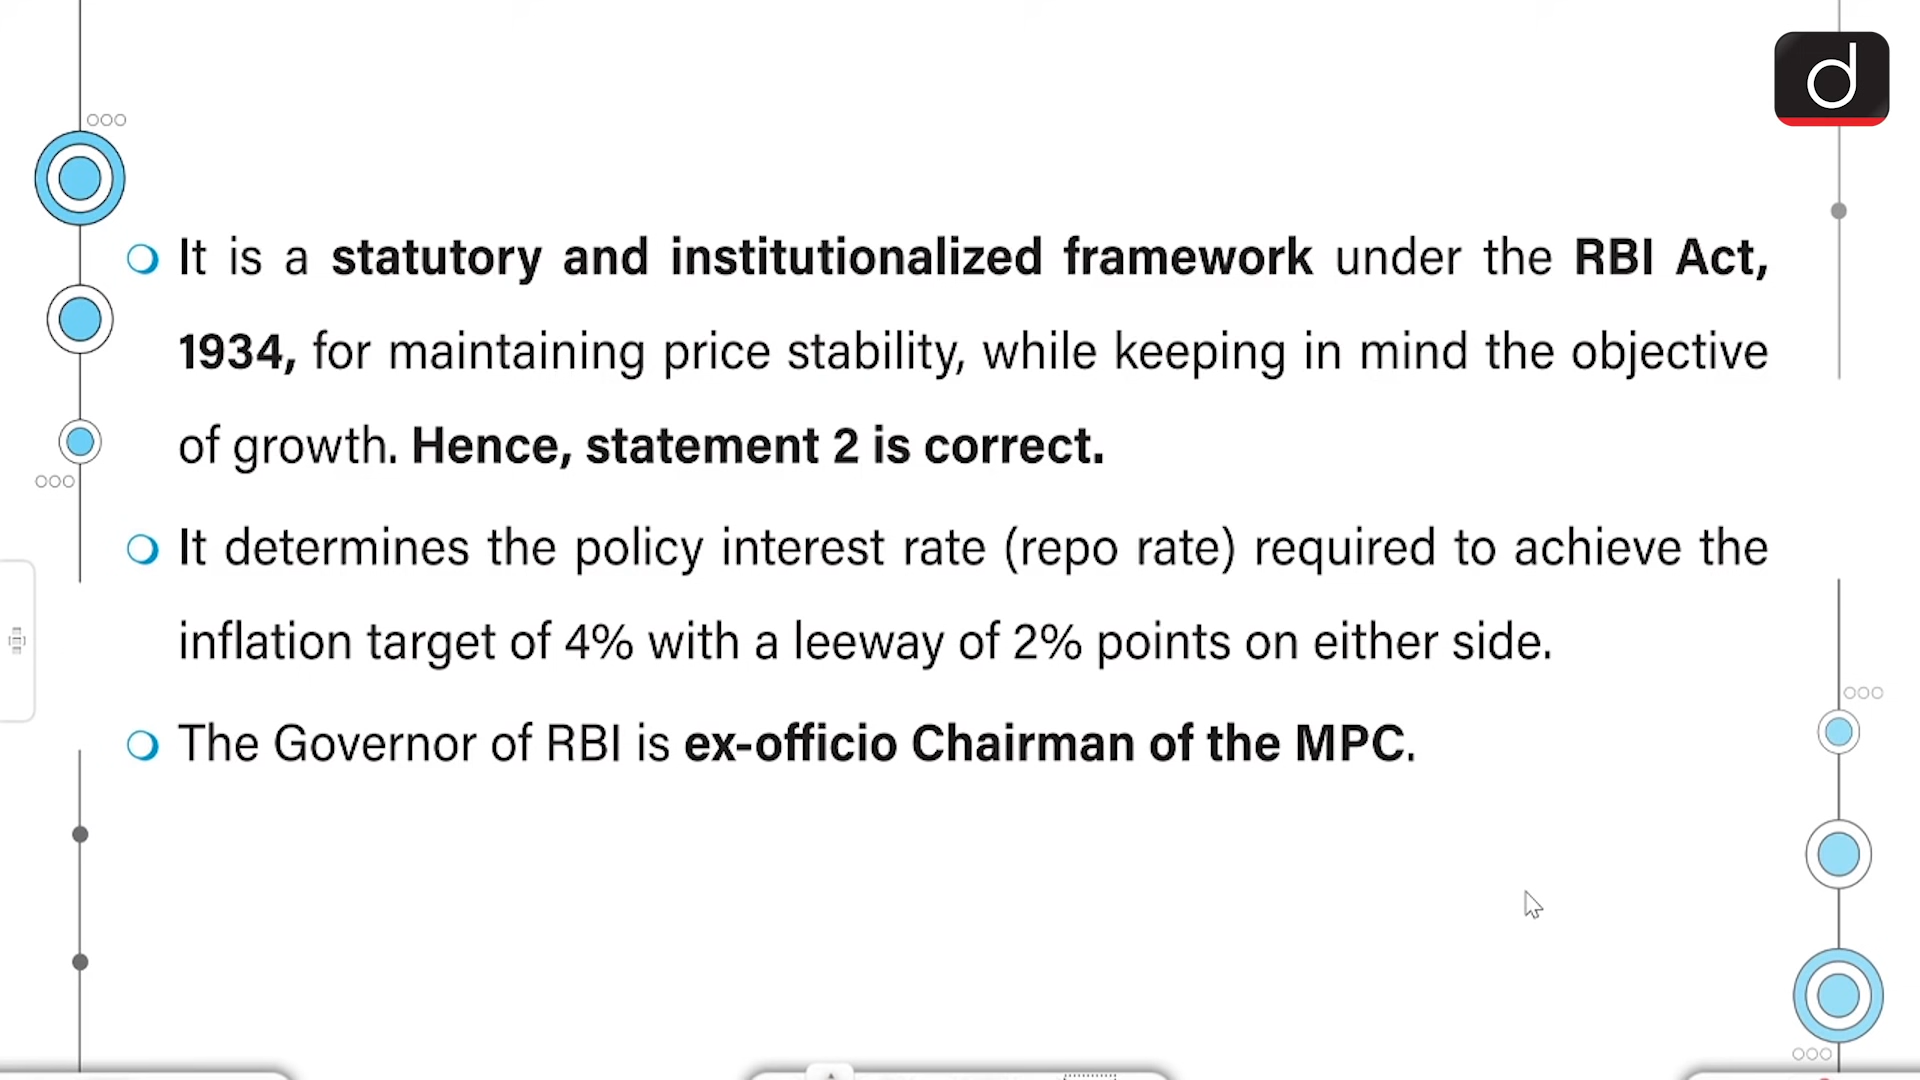 d
It is a statutory and institutionalized framework under the RBI Act,
1934, for maintaining price stability, while keeping in mind the objective
of growth. Hence, statement 2 is correct.
It determines the policy interest rate (repo rate) required to achieve the
inflation target of 4% with a leeway of 2% points on either side.
The Governor of RBI is ex-officio Chairman of the MPC.